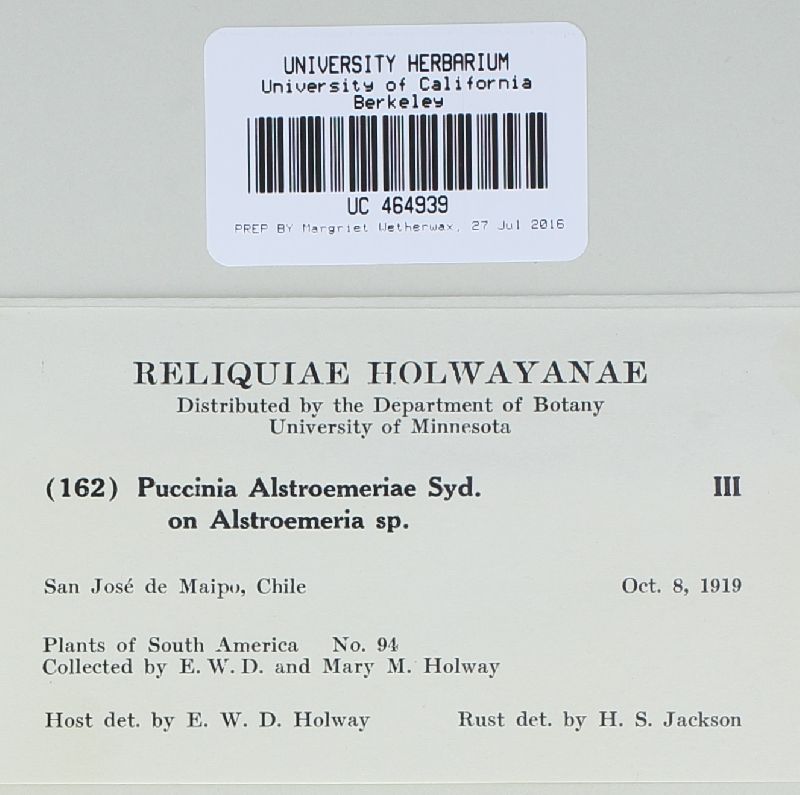 UNIVERSITY HERBARIUM
University of California
Berkeley
UC 464939
PREP BY Margriet Wetherwax, 27 Jul 2016
RELIQUIAE HOLWAYANAE
Distributed by the Department of Botany
University of Minnesota
(162) Puccinia Alstroemeriae Syd. III
on Alstroemeria sp.
San José de Maipo, Chile Oct. 8, 1919
Plants of South America No. 94
Collected by E. W. D. and Mary M. Holway
Host det. by E. W. D. Holway Rust det. by H. S. Jackson